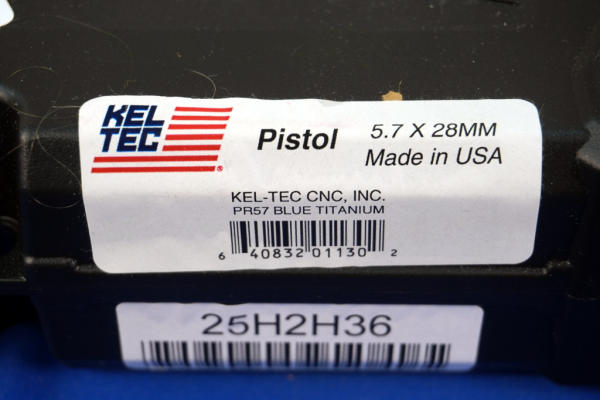 KEL
TEC
Pistol
5.7 X 28MM
Made in USA
KEL-TEC CNC, INC.
PR57 BLUE TITANIUM
6 40832 01130 2
25H2H36